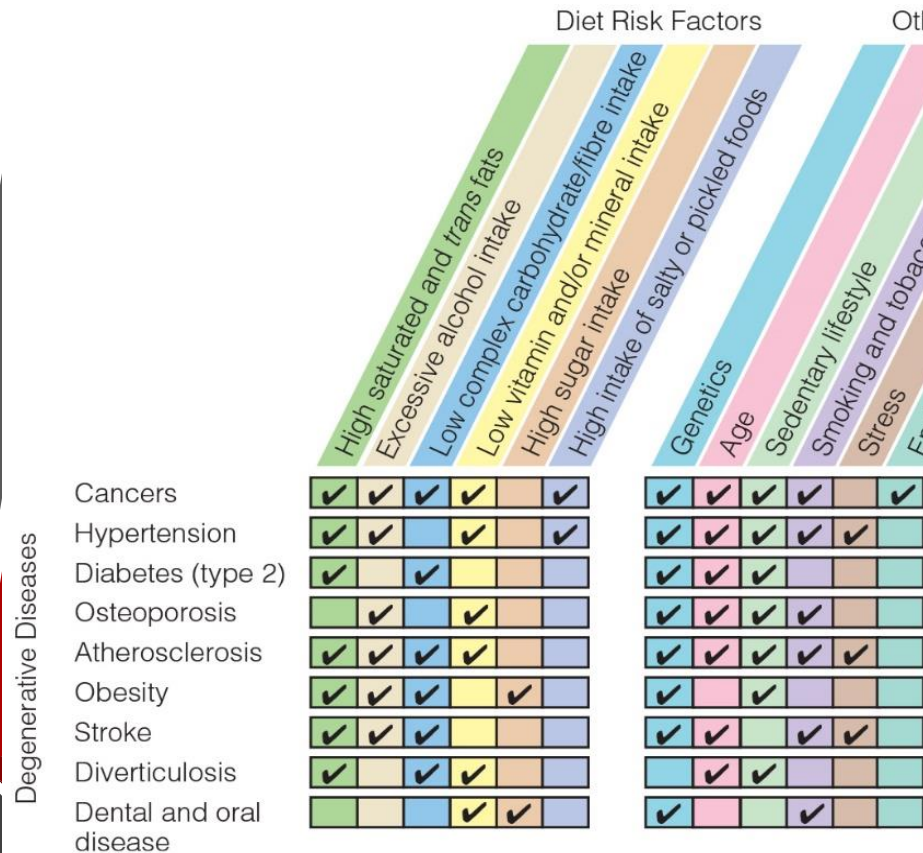 Diet Risk Factors
High saturated and trans fats
Excessive alcohol intake
Low complex carbohydrate/fibre intake
Low vitamin and/or mineral intake
High sugar intake
High intake of salty or pickled foods
Genetics
Age
Sedentary lifestyle
Smoking and
Stress
Degenerative Diseases
Cancers
Hypertension
Diabetes (type 2)
Osteoporosis
Atherosclerosis
Obesity
Stroke
Diverticulosis
Dental and oral
disease